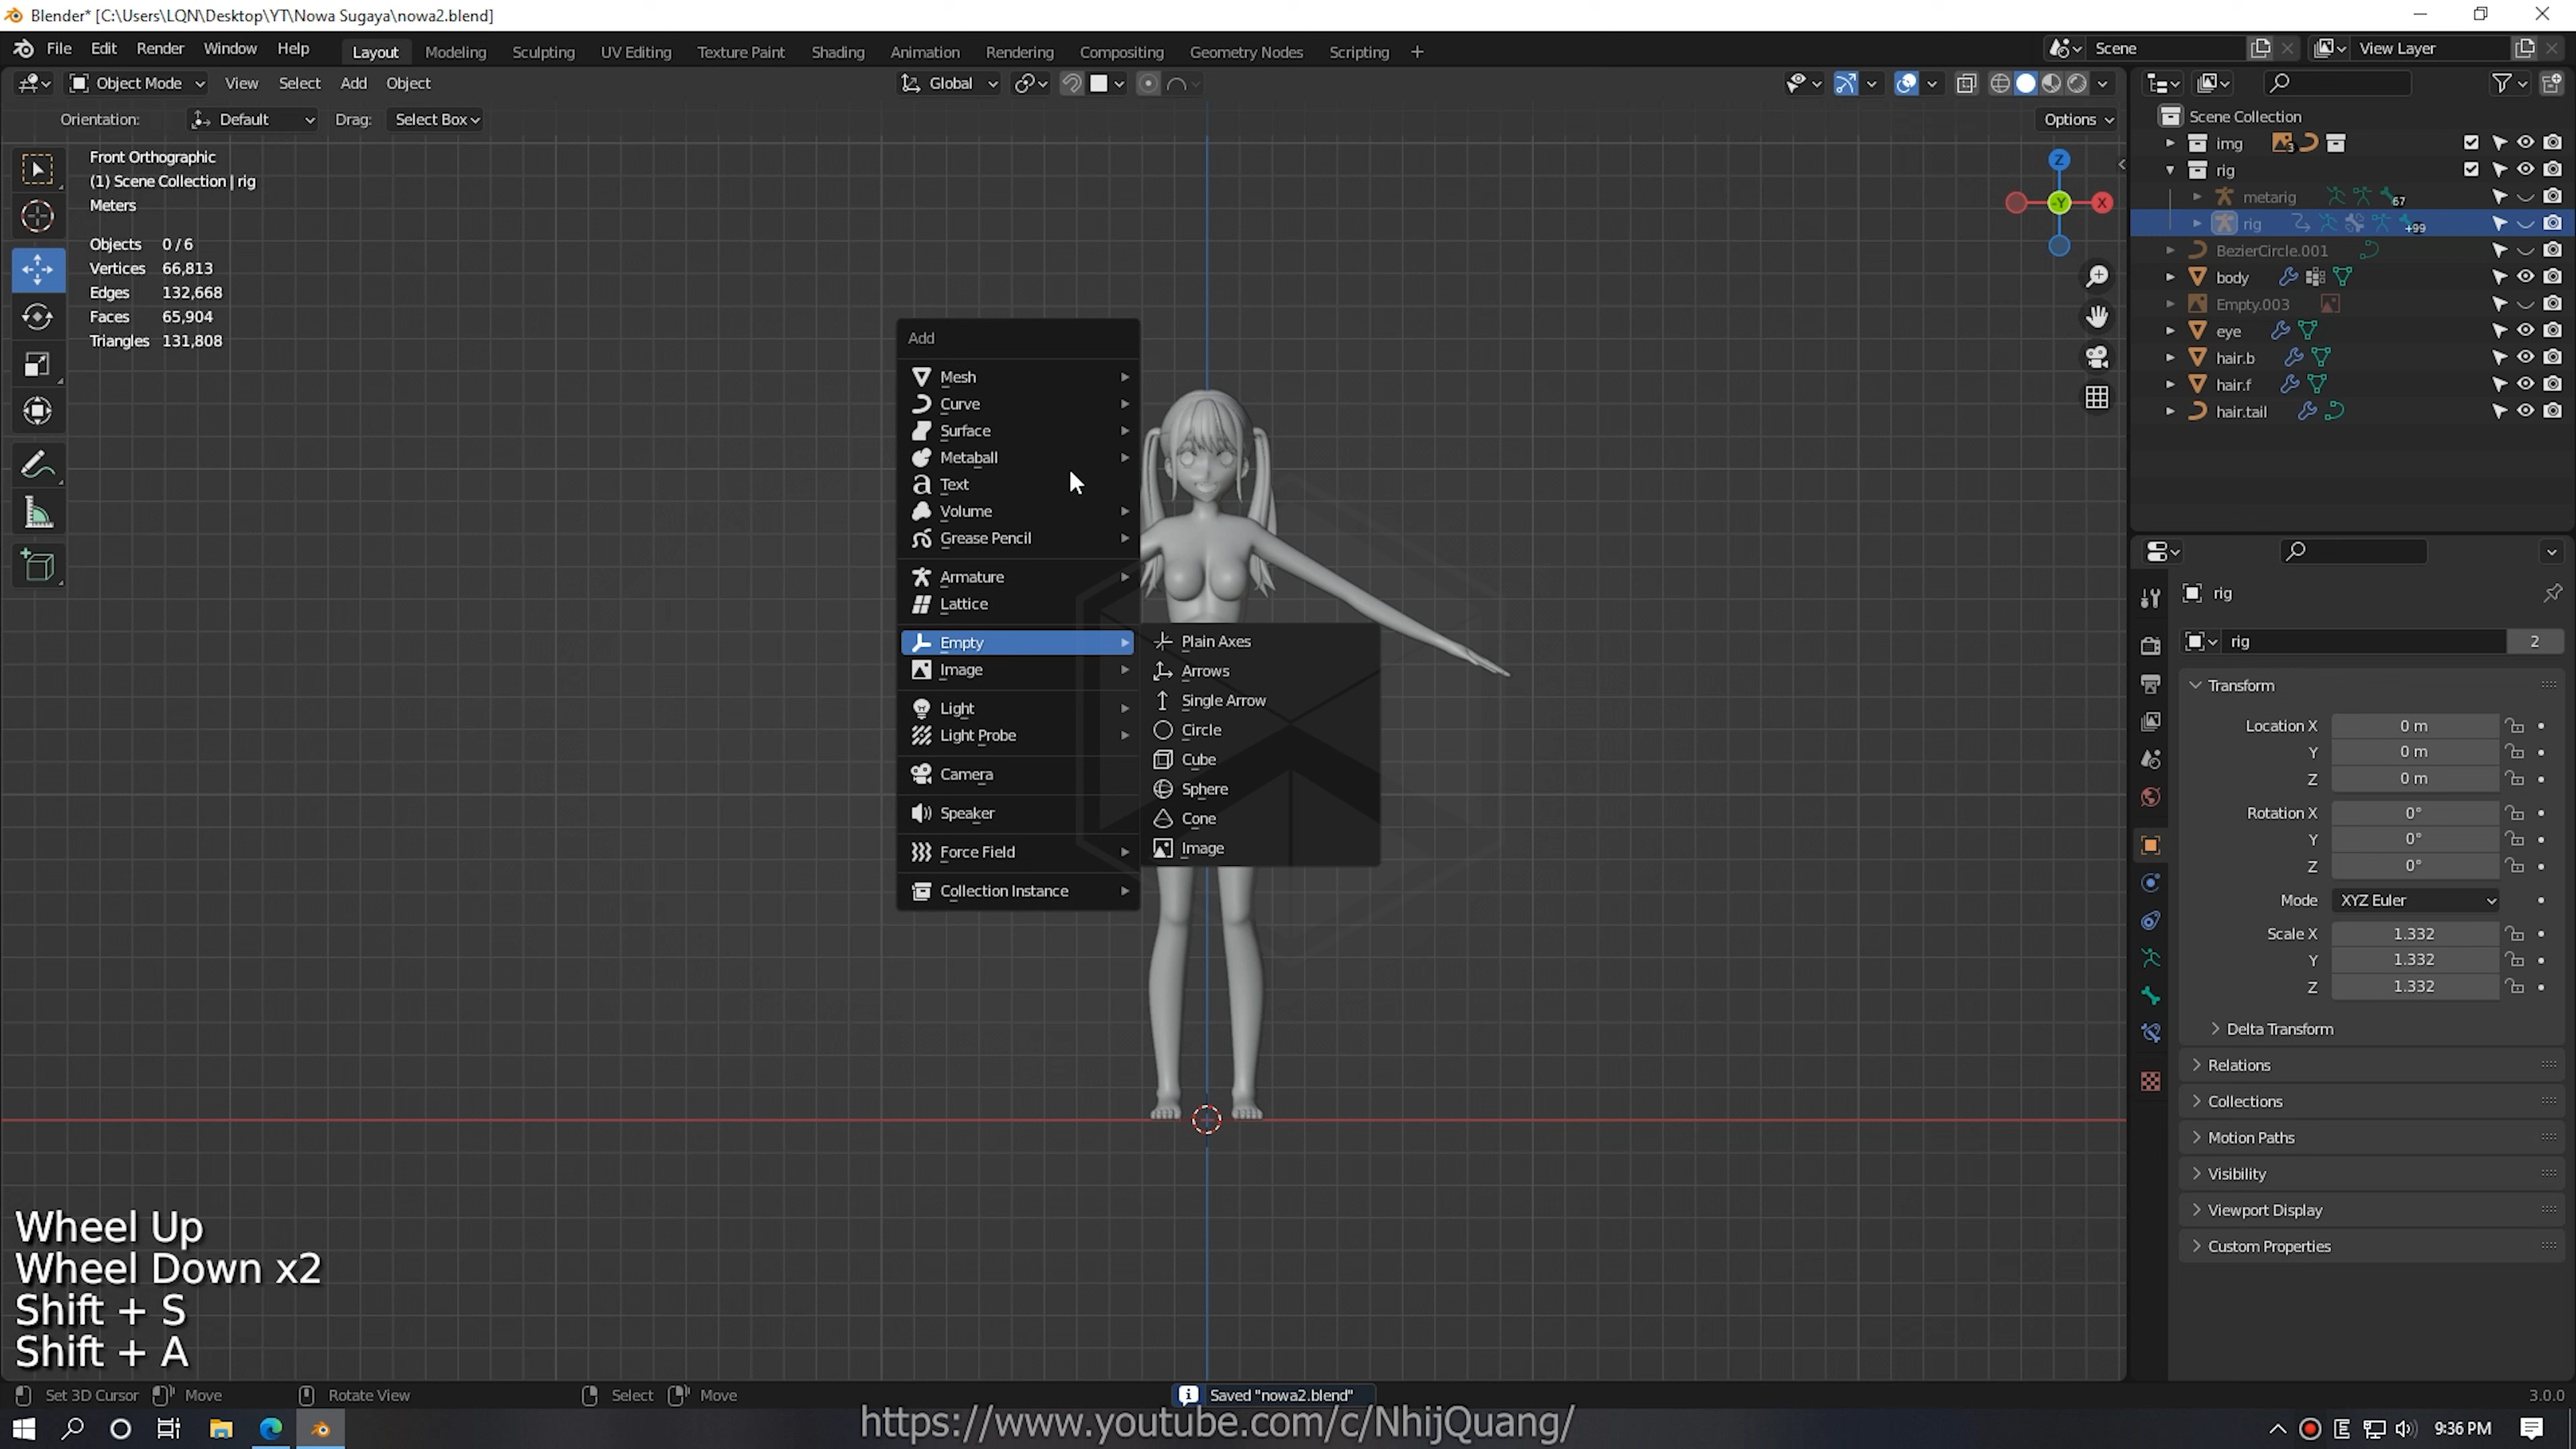 Blender* [C:\Users\LQN\Desktop\YT\Nowa Sugaya\nowa2.blend]
File Edit Render Window Help Layout Modeling Sculpting UV Editing Texture Paint Shading Animation Rendering Compositing Geometry Nodes Scripting + Scene View Layer
Object Mode View Select Add Object Global
Orientation: Default Drag: Select Box Options
Front Orthographic
(1) Scene Collection | rig
Meters
Objects 0 / 6
Vertices 66,813
Edges 132,668
Faces 65,904
Triangles 131,808
Z
-Y
X
Add
Mesh
Curve
Surface
Metaball
Text
Volume
Grease Pencil
Armature
Lattice
Empty
Image
Light
Light Probe
Camera
Speaker
Force Field
Collection Instance
Plain Axes
Arrows
Single Arrow
Circle
Cube
Sphere
Cone
Image
Scene Collection
img 3
rig
metarig 67
rig +99
BezierCircle.001
body
Empty.003
eye
hair.b
hair.f
hair.tail
rig
rig 2
Transform
Location X 0 m
Y 0 m
Z 0 m
Rotation X 0°
Y 0°
Z 0°
Mode XYZ Euler
Scale X 1.332
Y 1.332
Z 1.332
Delta Transform
Relations
Collections
Motion Paths
Visibility
Viewport Display
Custom Properties
Wheel Up
Wheel Down x2
Shift + S
Shift + A
Set 3D Cursor Move Rotate View Select Move Saved "nowa2.blend" 3.0.0
https://www.youtube.com/c/NhijQuang/
E 9:36 PM